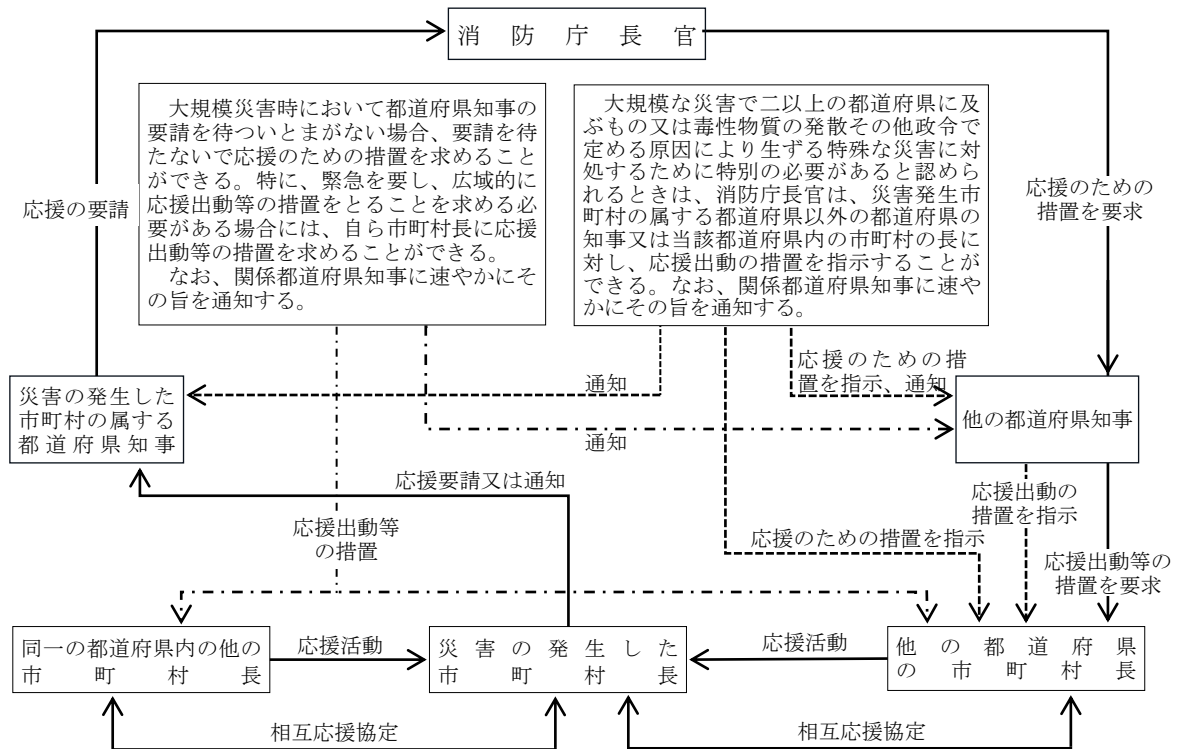 消防庁長官
大規模災害時において都道府県知事の
要請を待ついとまがない場合、要請を待
たないで応援のための措置を求めること
ができる。特に、緊急を要し、広域的に
応援出動等の措置をとることを求める必
要がある場合には、自ら市町村長に応援
出動等の措置を求めることができる。
なお、関係都道府県知事に速やかにそ
の旨を通知する。
大規模な災害で二以上の都道府県に及
ぶもの又は毒性物質の発散その他政令で
定める原因により生ずる特殊な災害に対
処するために特別の必要があると認めら
れるときは、消防庁長官は、災害発生市
町村の属する都道府県以外の都道府県の
知事又は当該都道府県内の市町村の長に
対し、応援出動の措置を指示することが
できる。なお、関係都道府県知事に速や
かにその旨を通知する。
応援の要請
応援のための
措置を要求
災害の発生した
市町村の属する
都道府県知事
通知
応援のための措
置を指示、通知
他の都道府県知事
通知
応援要請又は通知
応援出動等
の措置
応援のための措置を指示
応援出動の
措置を指示
応援出動等の
措置を要求
同一の都道府県内の他の
市町村長
応援活動
災害の発生した
市町村長
応援活動
他の都道府県
の市町村長
相互応援協定
相互応援協定